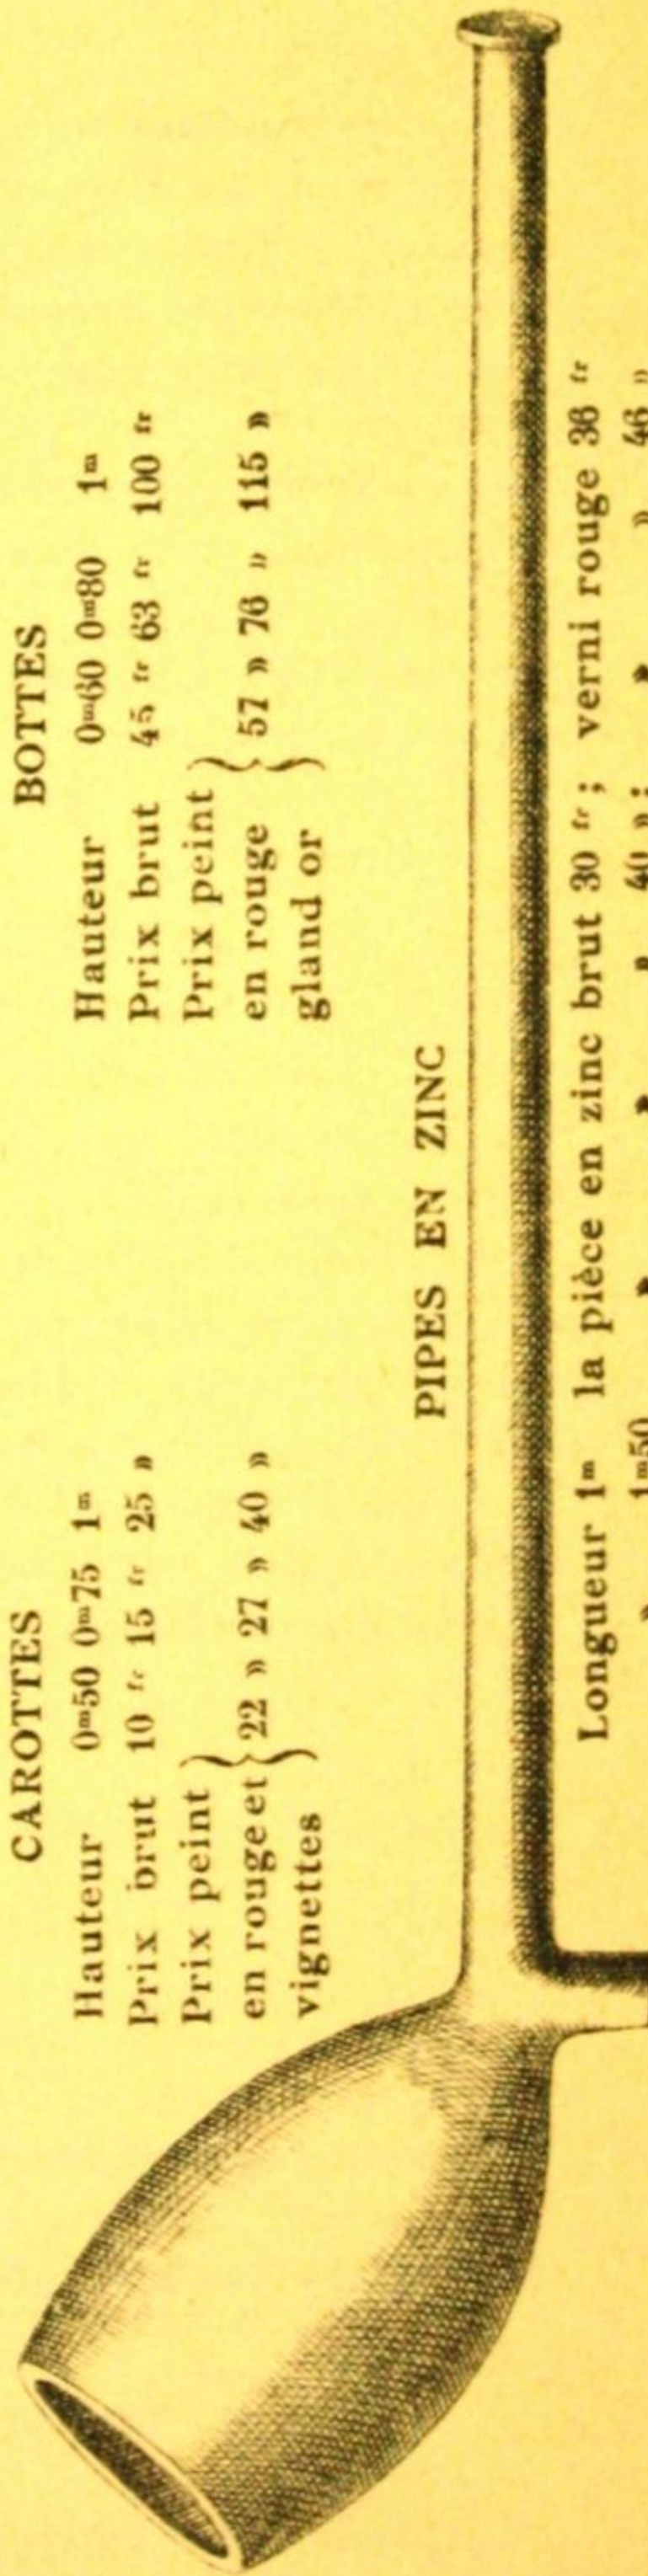 CAROTTES
Hauteur 0ᵐ50 0ᵐ75 1ᵐ
Prix brut 10 ᶠʳ 15 ᶠʳ 25 »
Prix peint
en rouge et } 22 » 27 » 40 »
vignettes
BOTTES
Hauteur 0ᵐ60 0ᵐ80 1ᵐ
Prix brut 45 ᶠʳ 63 ᶠʳ 100 ᶠʳ
Prix peint
en rouge } 57 » 76 » 115 »
gland or
PIPES EN ZINC
Longueur 1ᵐ la pièce en zinc brut 30 ᶠʳ; verni rouge 36 ᶠʳ
» 1ᵐ50 » » » 40 »; » » 46 »